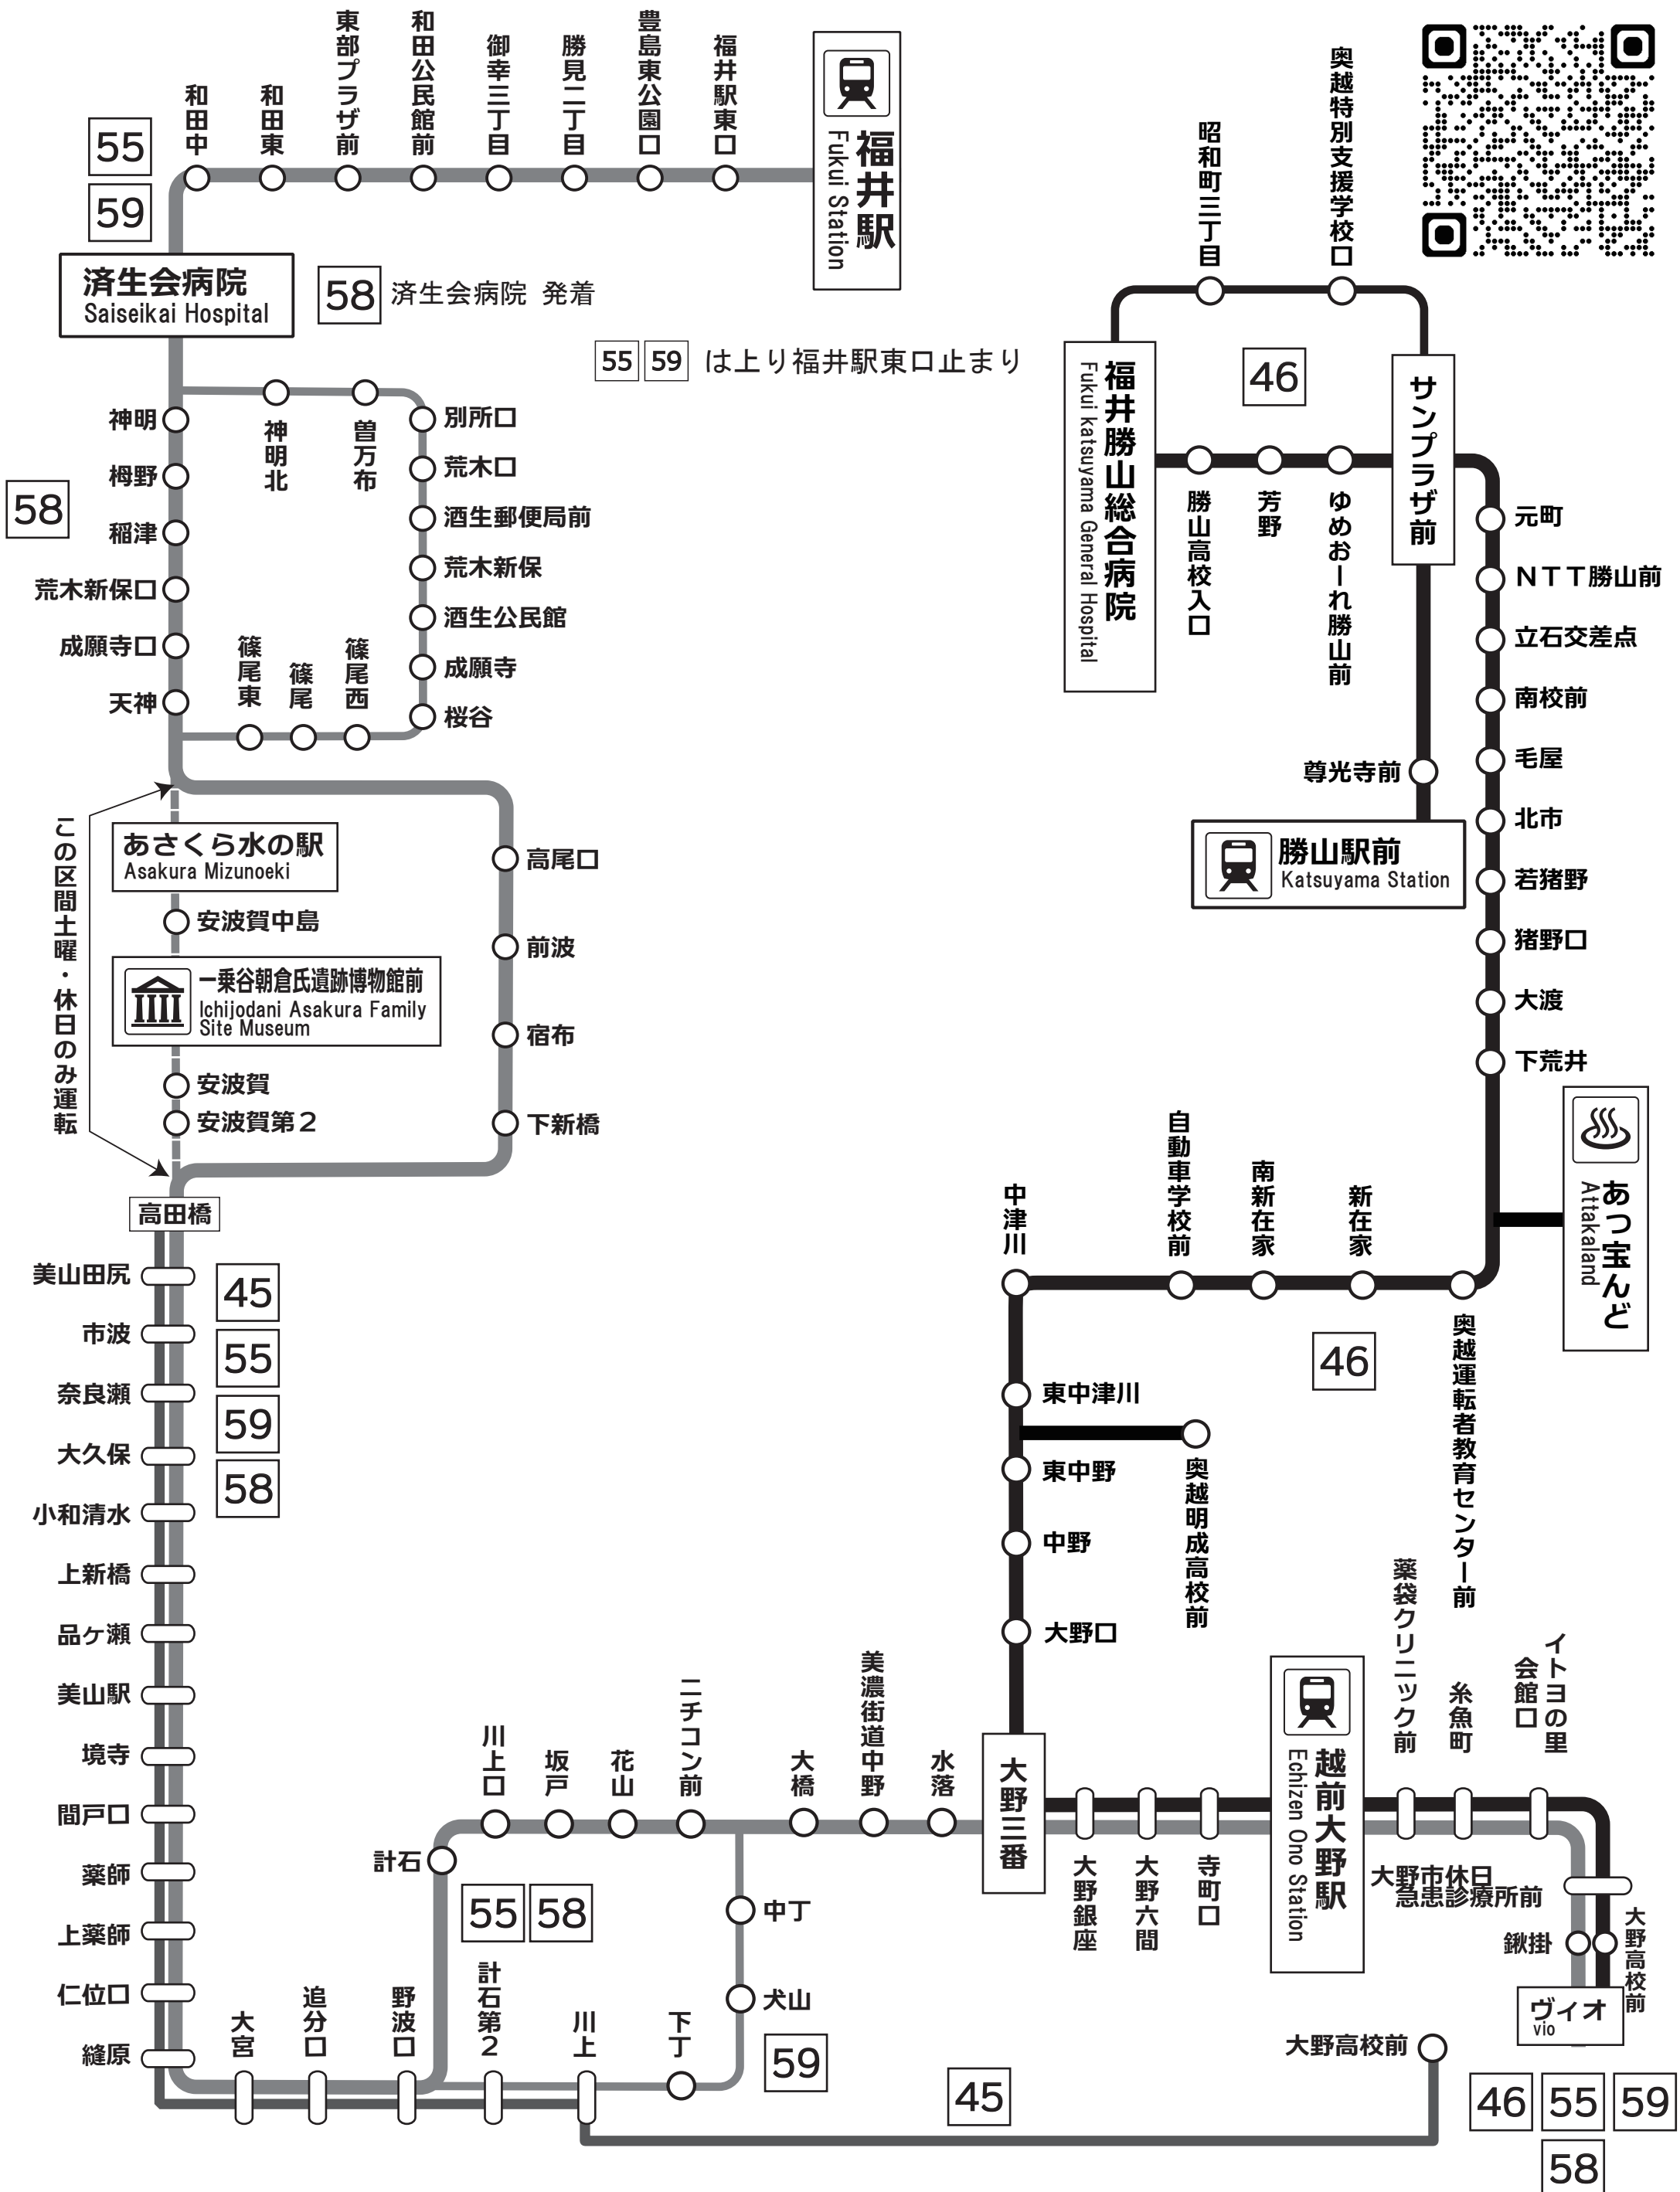 福井駅
Fukui Station
福井駅東口
豊島東公園口
勝見二丁目
御幸三丁目
和田公民館前
東部プラザ前
和田東
和田中
55
59
済生会病院
Saiseikai Hospital
58 済生会病院 発着
55 59 は上り福井駅東口止まり
58
神明
栂野
稲津
荒木新保口
成願寺口
天神
神明北
曽万布
別所口
荒木口
酒生郵便局前
荒木新保
酒生公民館
成願寺
桜谷
篠尾西
篠尾
篠尾東
この区間土曜・休日のみ運転
あさくら水の駅
Asakura Mizunoeki
安波賀中島
一乗谷朝倉氏遺跡博物館前
Ichijodani Asakura Family
Site Museum
安波賀
安波賀第２
高尾口
前波
宿布
下新橋
高田橋
美山田尻
市波
奈良瀬
大久保
小和清水
上新橋
品ヶ瀬
美山駅
境寺
間戸口
薬師
上薬師
仁位口
縫原
45
55
59
58
大宮
追分口
野波口
計石第２
川上
下丁
犬山
中丁
59
計石
55 58
川上口
坂戸
花山
ニチコン前
大橋
美濃街道中野
水落
大野三番
大野銀座
大野六間
寺町口
越前大野駅
Echizen Ono Station
薬袋クリニック前
糸魚町
イトヨの里
会館口
大野市休日
急患診療所前
鍬掛
大野高校前
ヴィオ
vio
46 55 59
58
大野高校前
45
奥越特別支援学校口
昭和町三丁目
46
福井勝山総合病院
Fukui katsuyama General Hospital
サンプラザ前
勝山高校入口
芳野
ゆめおーれ勝山前
尊光寺前
勝山駅前
Katsuyama Station
元町
ＮＴＴ勝山前
立石交差点
南校前
毛屋
北市
若猪野
猪野口
大渡
下荒井
あっ宝んど
Attakaland
奥越運転者教育センター前
新在家
南新在家
自動車学校前
中津川
46
東中津川
奥越明成高校前
東中野
中野
大野口